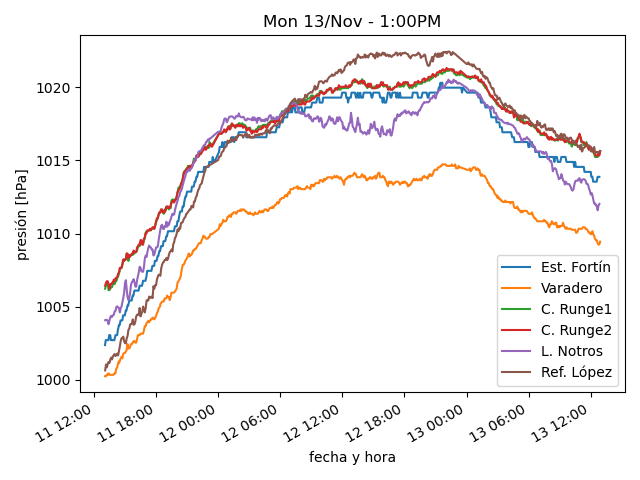 Mon 13/Nov - 1:00PM
presión [hPa]
1020
1015
1010
1005
1000
Est. Fortín
Varadero
C. Runge1
C. Runge2
L. Notros
Ref. López
11 12:00
11 18:00
12 00:00
12 06:00
12 12:00
12 18:00
13 00:00
13 06:00
13 12:00
fecha y hora